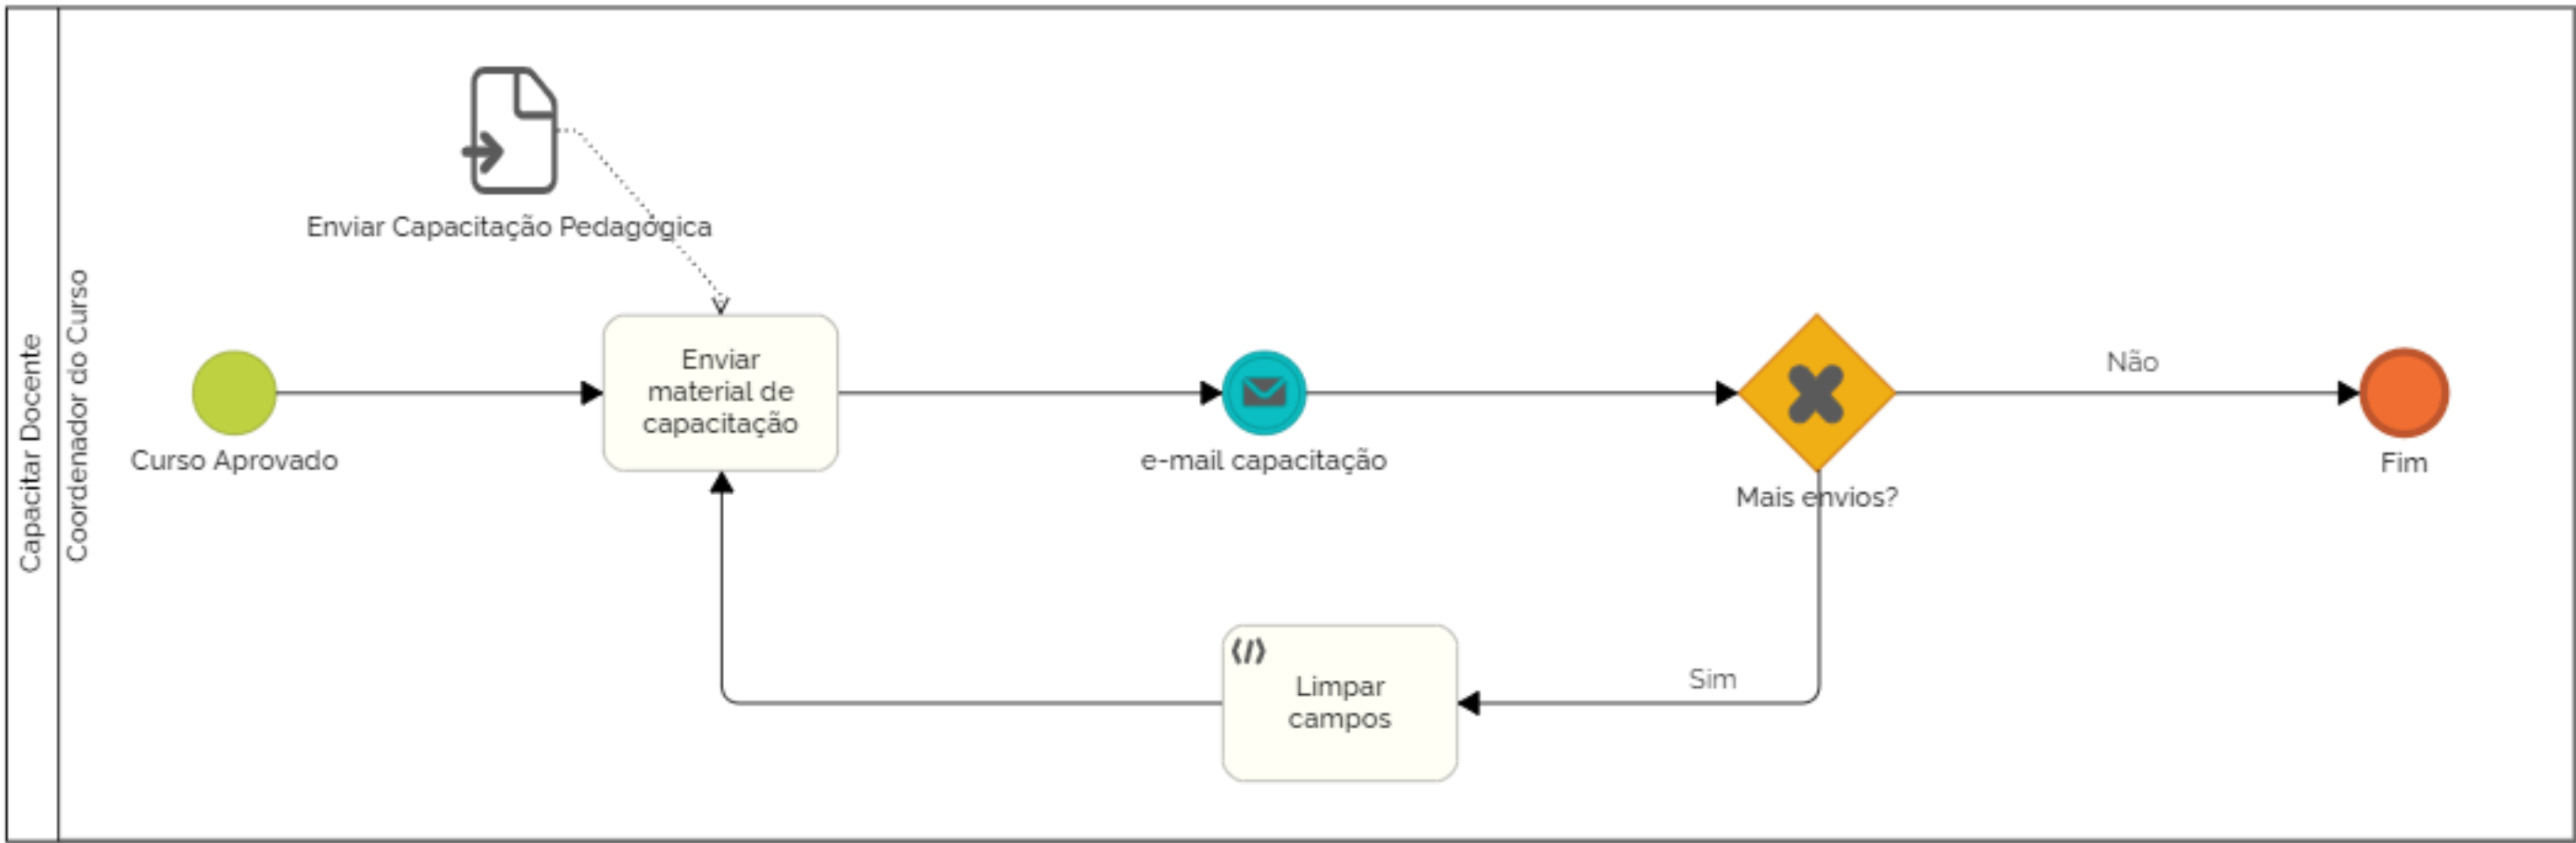 Capacitar Docente
Coordenador do Curso
Enviar Capacitação Pedagógica
Curso Aprovado
Enviar
material de
capacitação
e-mail capacitação
Mais envios?
Não
Fim
Sim
Limpar
campos